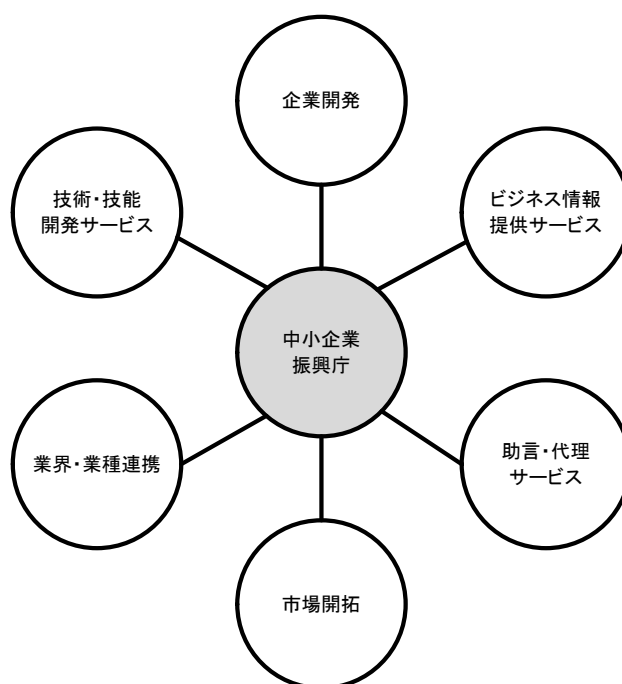 企業開発
技術・技能
開発サービス
ビジネス情報
提供サービス
中小企業
振興庁
業界・業種連携
助言・代理
サービス
市場開拓